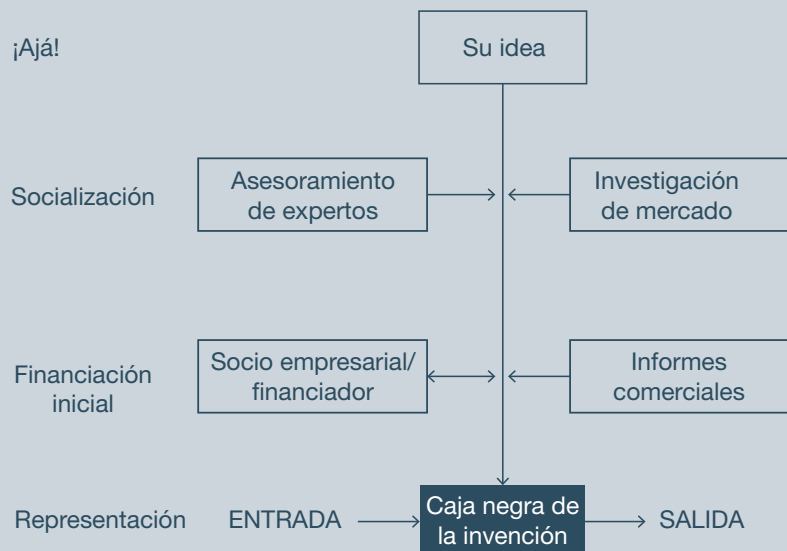 ¡Ajá!
Su idea
Socialización
Asesoramiento
de expertos
Investigación
de mercado
Financiación
inicial
Socio empresarial/
financiador
Informes
comerciales
Representación
ENTRADA
Caja negra de
la invención
SALIDA